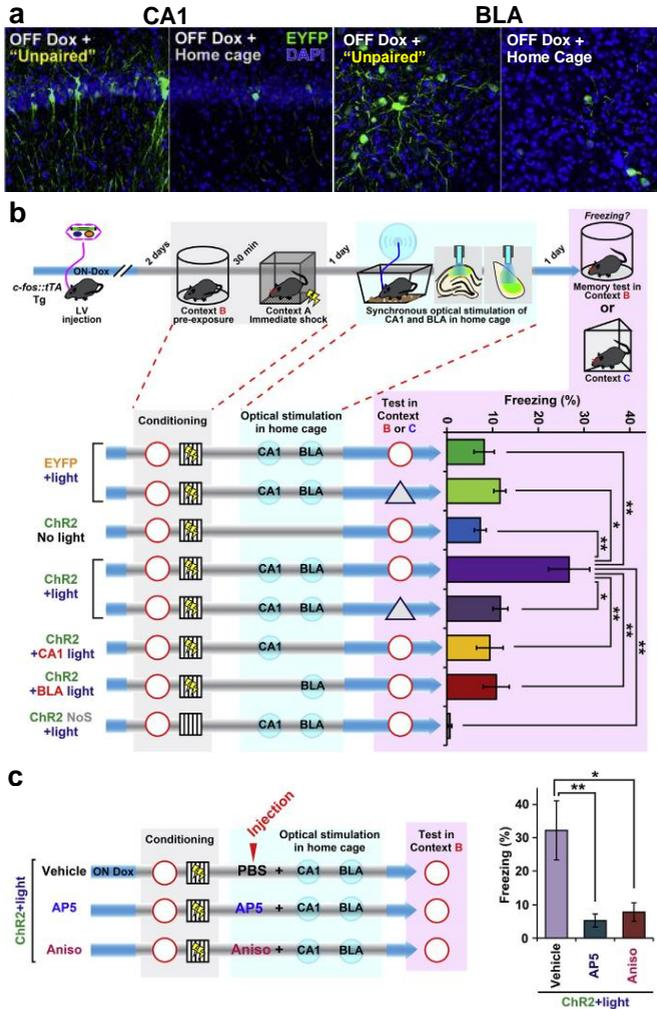 a
CA1
BLA
OFF Dox +
“Unpaired”
OFF Dox +
Home cage
EYFP
DAPI
OFF Dox +
“Unpaired”
OFF Dox +
Home Cage
b
c-fos::tTA
Tg
ON-Dox
LV
injection
2 days
Context B
pre-exposure
30 min
Context A
Immediate shock
1 day
Synchronous optical stimulation of
CA1 and BLA in home cage
1 day
Freezing?
Memory test in
Context B
or
Context C
Conditioning
Optical stimulation
in home cage
Test in
Context
B or C
Freezing (%)
0 10 20 30 40
EYFP
+light
CA1 BLA
CA1 BLA
ChR2
No light
ChR2
+light
CA1 BLA
CA1 BLA
ChR2
+CA1 light
CA1
ChR2
+BLA light
BLA
ChR2 NoS
+light
CA1 BLA
**
*
**
*
**
**
c
Injection
Conditioning
Optical stimulation
in home cage
Test in
Context B
ChR2+light
Vehicle ON Dox PBS + CA1 BLA
AP5 AP5 + CA1 BLA
Aniso Aniso + CA1 BLA
Freezing (%)
40
30
20
10
0
*
**
Vehicle
AP5
Aniso
ChR2+light